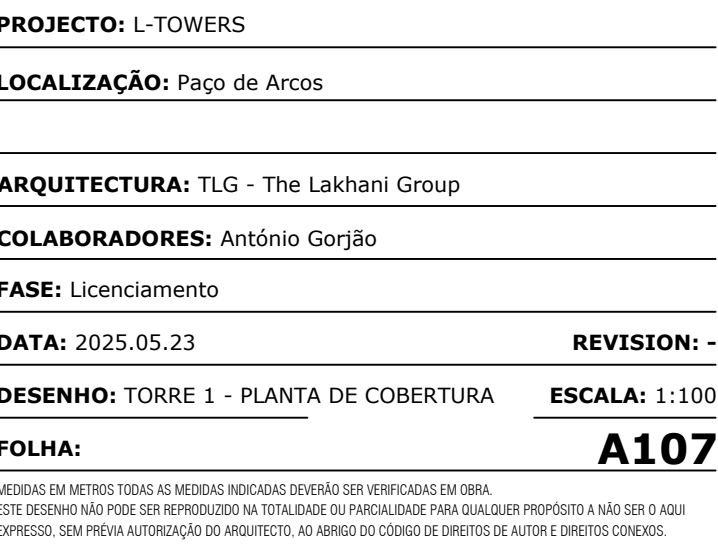 PROJECTO: L-TOWERS
LOCALIZAÇÃO: Paço de Arcos
ARQUITECTURA: TLG - The Lakhani Group
COLABORADORES: António Gorjão
FASE: Licenciamento
DATA: 2025.05.23 REVISION: -
DESENHO: TORRE 1 - PLANTA DE COBERTURA ESCALA: 1:100
FOLHA: A107
MEDIDAS EM METROS TODAS AS MEDIDAS INDICADAS DEVERÃO SER VERIFICADAS EM OBRA.
ESTE DESENHO NÃO PODE SER REPRODUZIDO NA TOTALIDADE OU PARCIALIDADE PARA QUALQUER PROPÓSITO A NÃO SER O AQUI
EXPRESSO, SEM PRÉVIA AUTORIZAÇÃO DO ARQUITECTO, AO ABRIGO DO CÓDIGO DE DIREITOS DE AUTOR E DIREITOS CONEXOS.